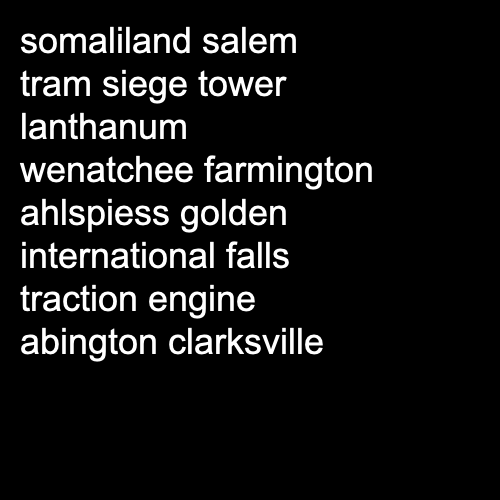 somaliland salem
tram siege tower
lanthanum
wenatchee farmington
ahlspiess golden
international falls
traction engine
abington clarksville